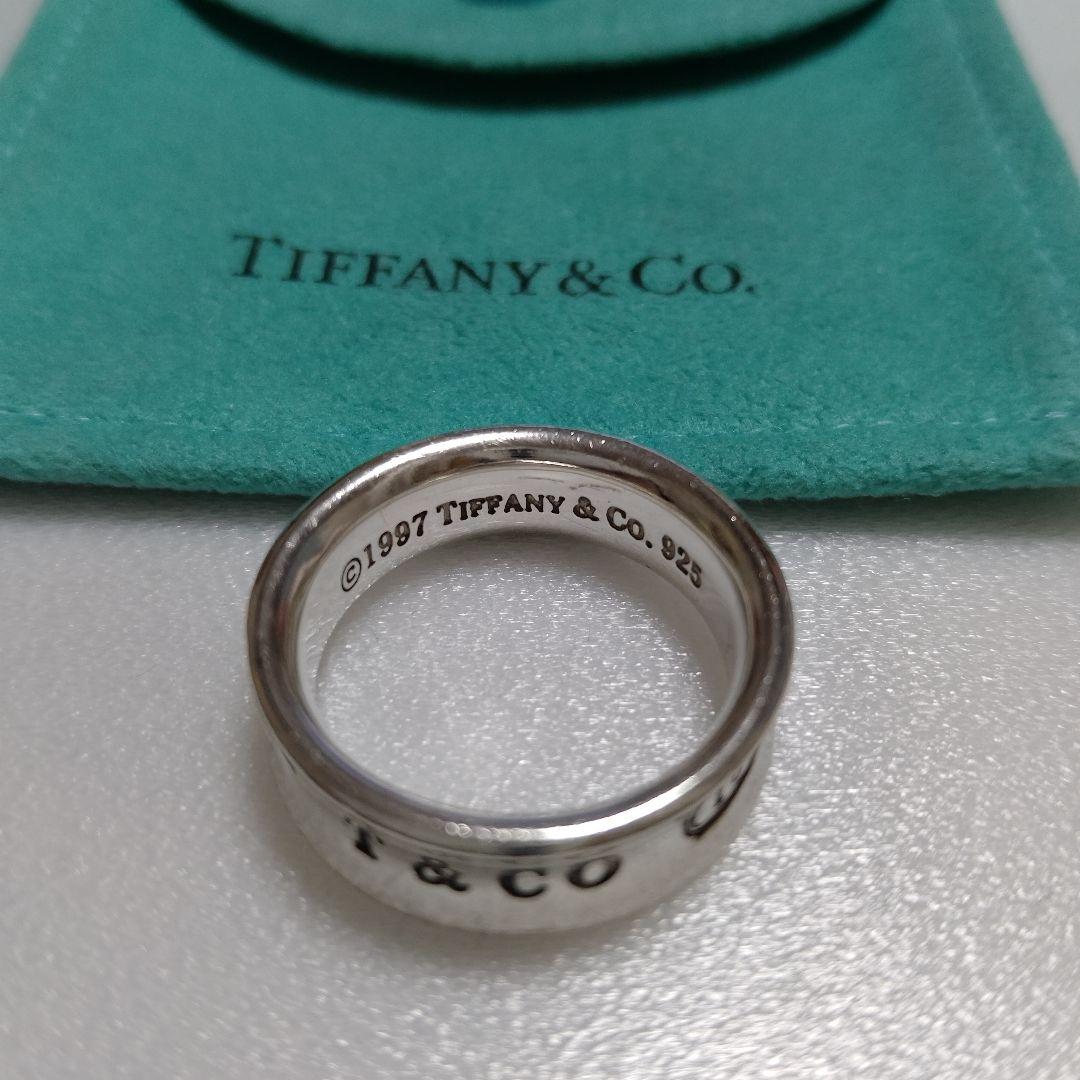 TIFFANY & CO.
©1997 TIFFANY & CO. 925
T & CO